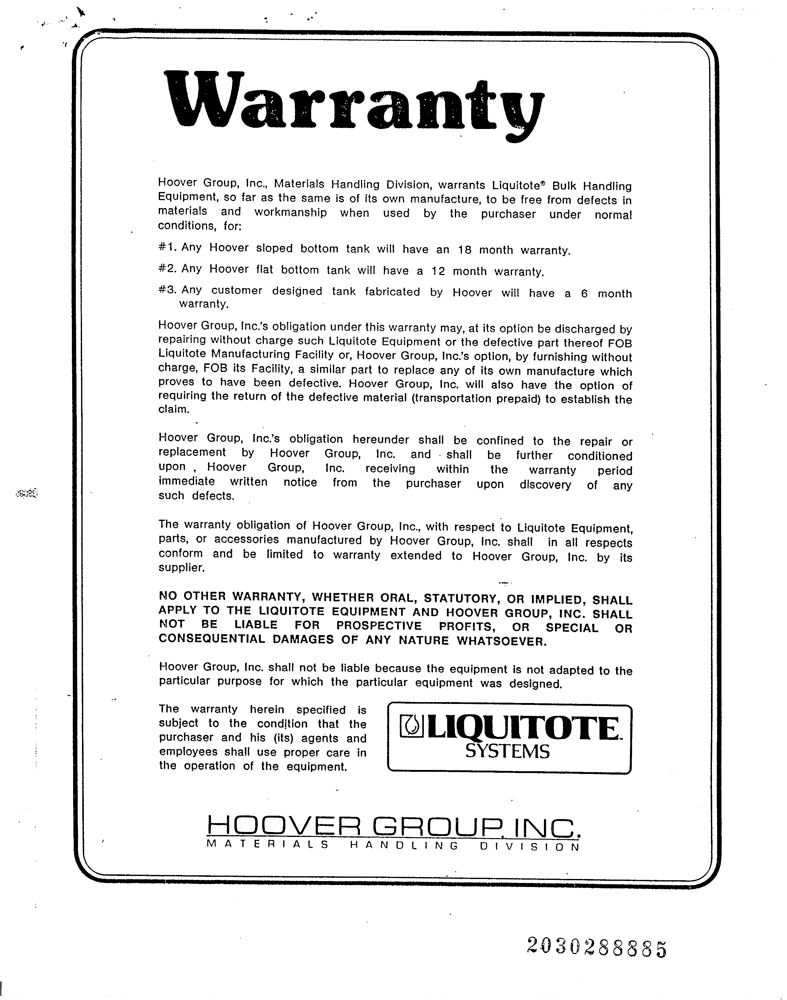 Warranty
Hoover Group, Inc., Materials Handling Division, warrants Liquitote® Bulk Handling
Equipment, so far as the same is of its own manufacture, to be free from defects in
materials and workmanship when used by the purchaser under normal
conditions, for:
#1. Any Hoover sloped bottom tank will have an 18 month warranty.
#2. Any Hoover flat bottom tank will have a 12 month warranty.
#3. Any customer designed tank fabricated by Hoover will have a 6 month
warranty.
Hoover Group, Inc.'s obligation under this warranty may, at its option be discharged by
repairing without charge such Liquitote Equipment or the defective part thereof FOB
Liquitote Manufacturing Facility or, Hoover Group, Inc.'s option, by furnishing without
charge, FOB its Facility, a similar part to replace any of its own manufacture which
proves to have been defective. Hoover Group, Inc. will also have the option of
requiring the return of the defective material (transportation prepaid) to establish the
claim.
Hoover Group, Inc.'s obligation hereunder shall be confined to the repair or
replacement by Hoover Group, Inc. and shall be further conditioned
upon , Hoover Group, Inc. receiving within the warranty period
immediate written notice from the purchaser upon discovery of any
such defects.
The warranty obligation of Hoover Group, Inc., with respect to Liquitote Equipment,
parts, or accessories manufactured by Hoover Group, Inc. shall in all respects
conform and be limited to warranty extended to Hoover Group, Inc. by its
supplier.
NO OTHER WARRANTY, WHETHER ORAL, STATUTORY, OR IMPLIED, SHALL
APPLY TO THE LIQUITOTE EQUIPMENT AND HOOVER GROUP, INC. SHALL
NOT BE LIABLE FOR PROSPECTIVE PROFITS, OR SPECIAL OR
CONSEQUENTIAL DAMAGES OF ANY NATURE WHATSOEVER.
Hoover Group, Inc. shall not be liable because the equipment is not adapted to the
particular purpose for which the particular equipment was designed.
The warranty herein specified is
subject to the condition that the
purchaser and his (its) agents and
employees shall use proper care in
the operation of the equipment.
LIQUITOTE™
SYSTEMS
HOOVER GROUP, INC.
MATERIALS HANDLING DIVISION
2030288885